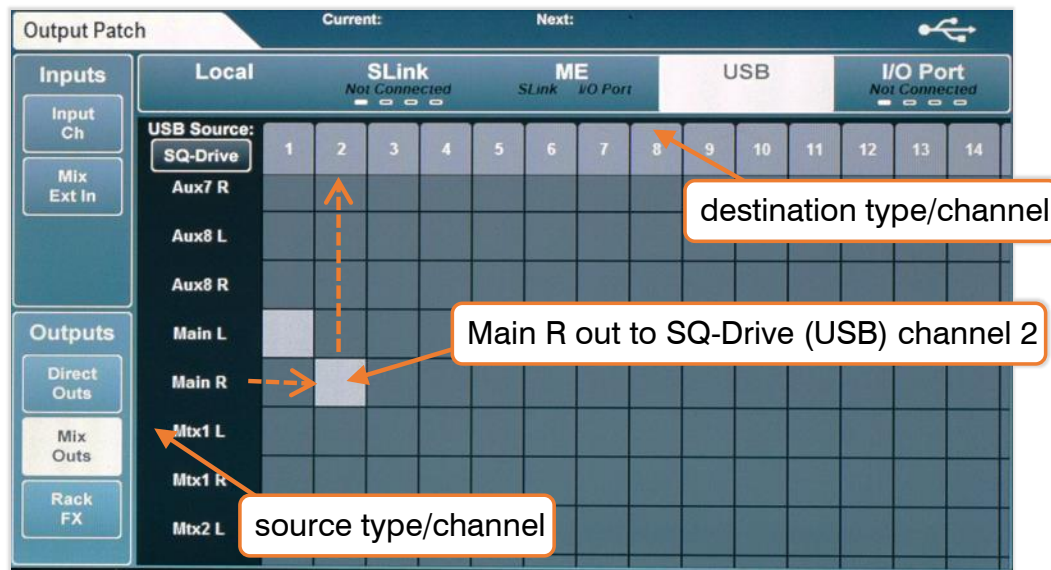 Output Patch
Current:
Next:
Inputs
Input
Ch
Mix
Ext In
Outputs
Direct
Outs
Mix
Outs
Rack
FX
Local
SLink
Not Connected
ME
SLink I/O Port
USB
I/O Port
Not Connected
USB Source:
SQ-Drive
1 2 3 4 5 6 7 8 9 10 11 12 13 14
Aux7 R
Aux8 L
Aux8 R
Main L
Main R
Mtx1 L
Mtx1 R
Mtx2 L
destination type/channel
Main R out to SQ-Drive (USB) channel 2
source type/channel